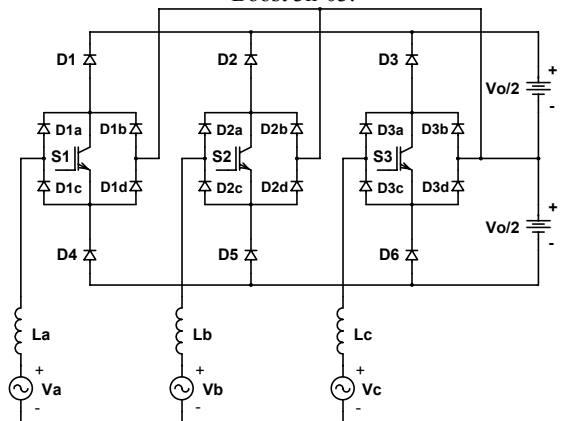 D1 D2 D3
+
Vo/2
-
D1a D1b D2a D2b D3a D3b
S1 S2 S3
D1c D1d D2c D2d D3c D3d
+
Vo/2
-
D4 D5 D6
La Lb Lc
+ + +
Va Vb Vc
- - -